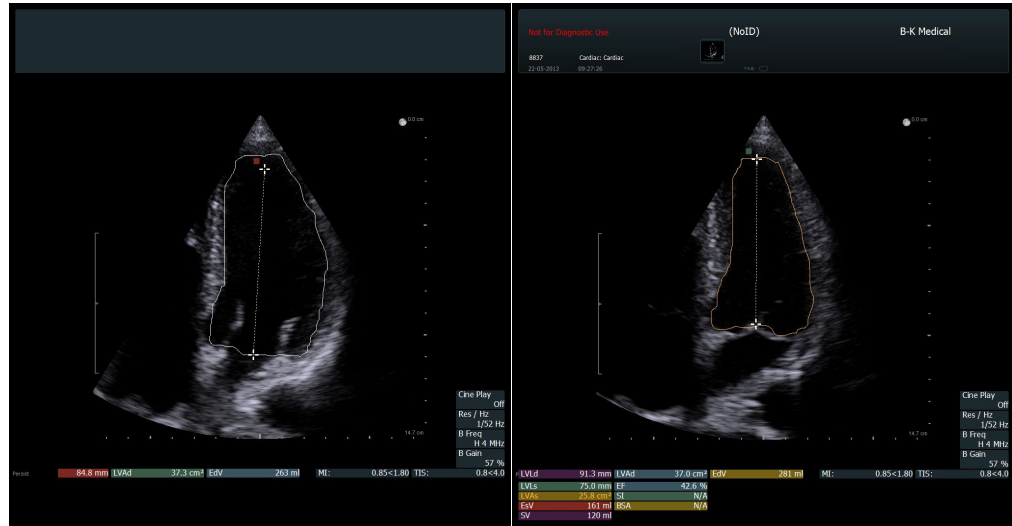 0.0 cm
14.7 cm
Cine Play
Off
Res / Hz
1/52 Hz
B Freq
H 4 MHz
B Gain
57 %
Persist 84.8 mm LVAd 37.3 cm² EdV 263 ml MI: 0.85<1.80 TIS: 0.8<4.0
Not for Diagnostic Use (NoID) B-K Medical
8837 Cardiac: Cardiac
22-05-2013 09:27:26
0.0 cm
14.7 cm
Cine Play
Off
Res / Hz
1/52 Hz
B Freq
H 4 MHz
B Gain
57 %
LVLd 91.3 mm LVAd 37.0 cm² EdV 281 ml MI: 0.85<1.80 TIS: 0.8<4.0
LVLs 75.0 mm EF 42.6 %
LVAs 25.8 cm² SI N/A
EsV 161 ml BSA N/A
SV 120 ml